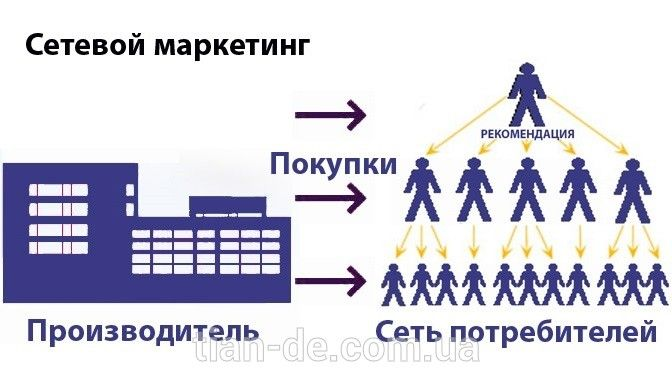 Сетевой маркетинг
РЕКОМЕНДАЦИЯ
Покупки
Производитель
Сеть потребителей
tian-de.com.ua